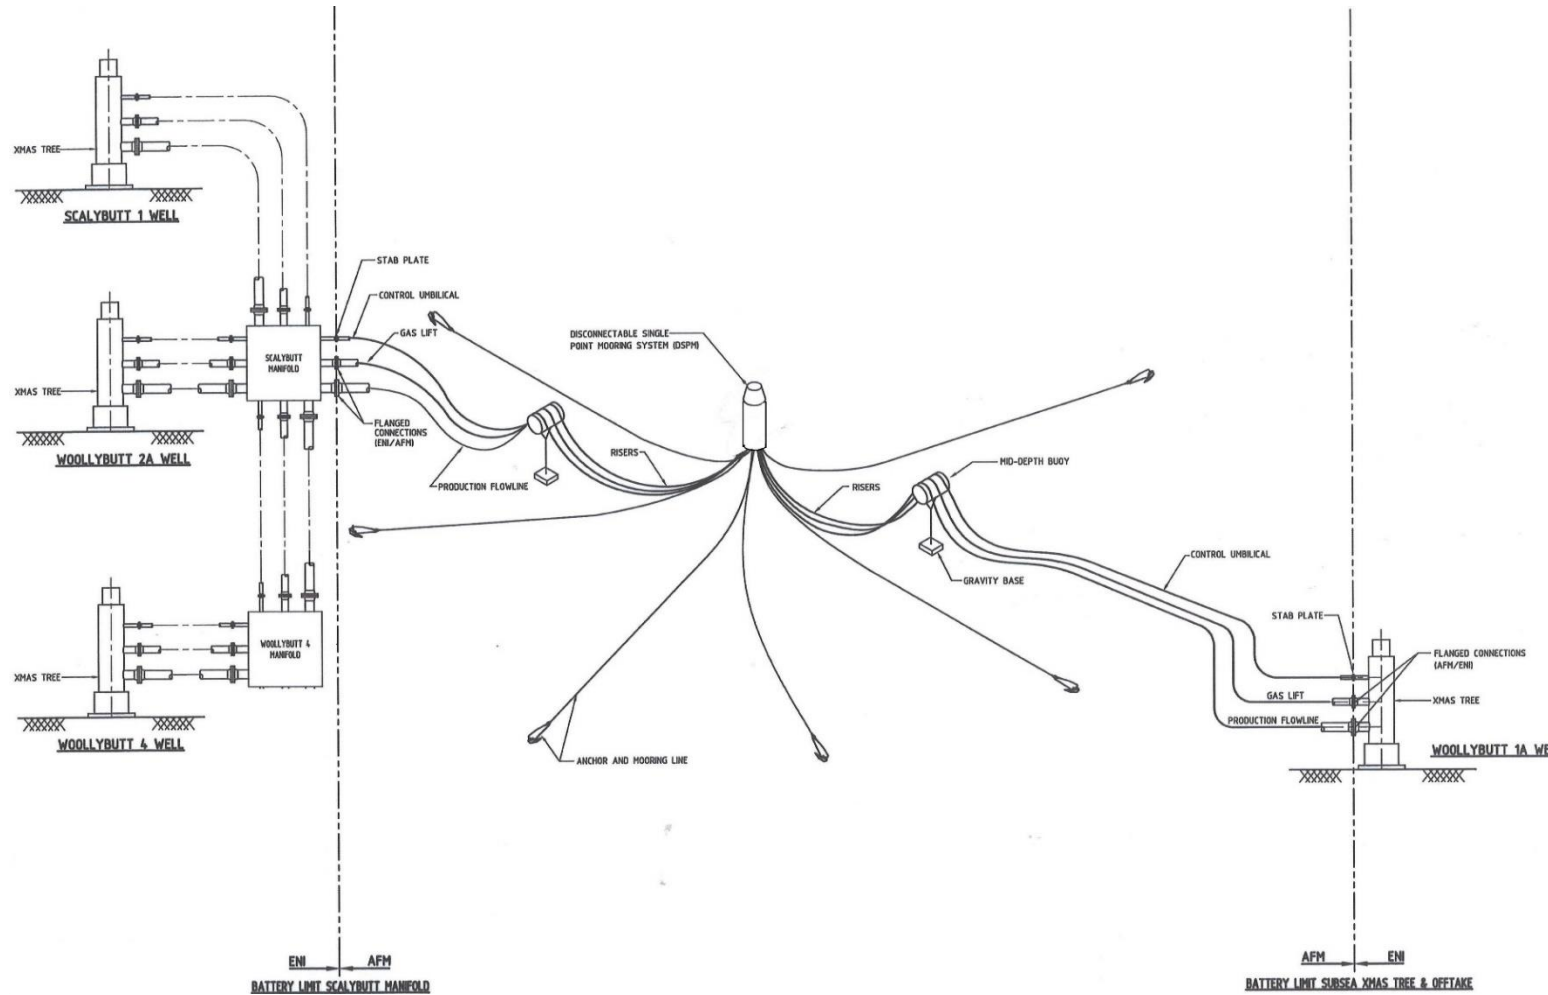 XMAS TREE
SCALYBUTT 1 WELL
STAB PLATE
CONTROL UMBILICAL
GAS LIFT
SCALYBUTT
MANIFOLD
XMAS TREE
FLANGED
CONNECTIONS
(ENI/AFM)
WOOLLYBUTT 2A WELL
PRODUCTION FLOWLINE
RISERS
DISCONNECTABLE SINGLE
POINT MOORING SYSTEM (DSPM)
RISERS
MID-DEPTH BUOY
GRAVITY BASE
CONTROL UMBILICAL
STAB PLATE
FLANGED CONNECTIONS
(AFM/ENI)
GAS LIFT
XMAS TREE
PRODUCTION FLOWLINE
WOOLLYBUTT 1A WE
WOOLLYBUTT 4
MANIFOLD
XMAS TREE
WOOLLYBUTT 4 WELL
ANCHOR AND MOORING LINE
ENI AFM
BATTERY LIMIT SCALYBUTT MANIFOLD
AFM ENI
BATTERY LIMIT SUBSEA XMAS TREE & OFFTAKE